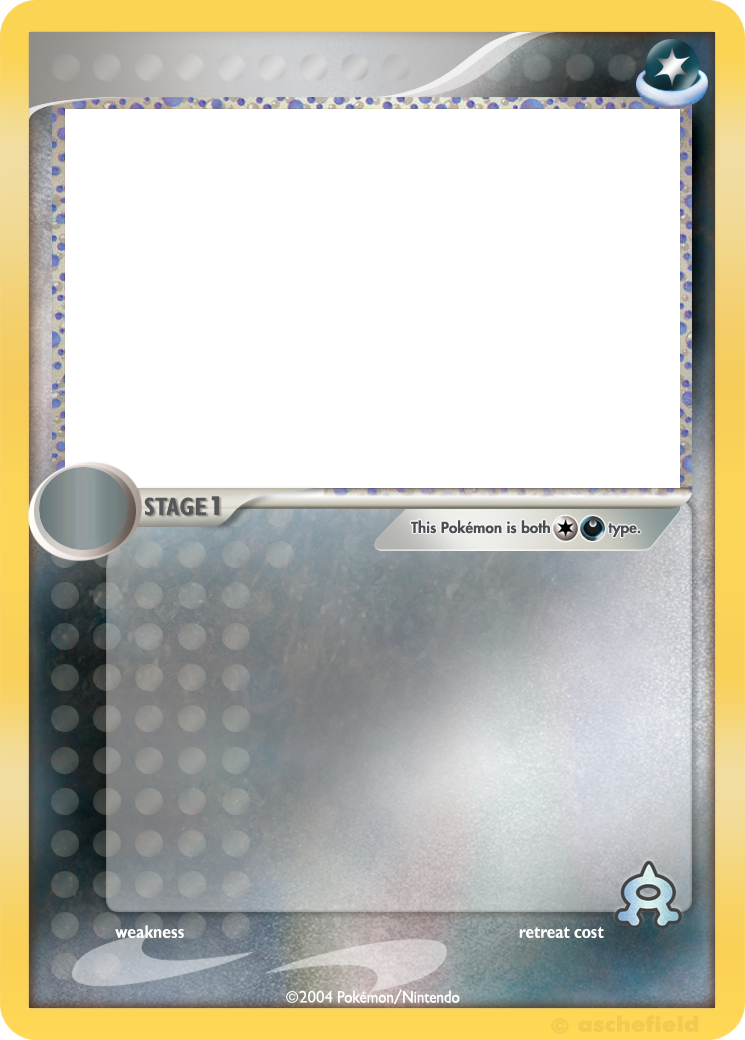 STAGE 1
This Pokémon is both type.
weakness
retreat cost
©2004 Pokémon/Nintendo
© aschefield